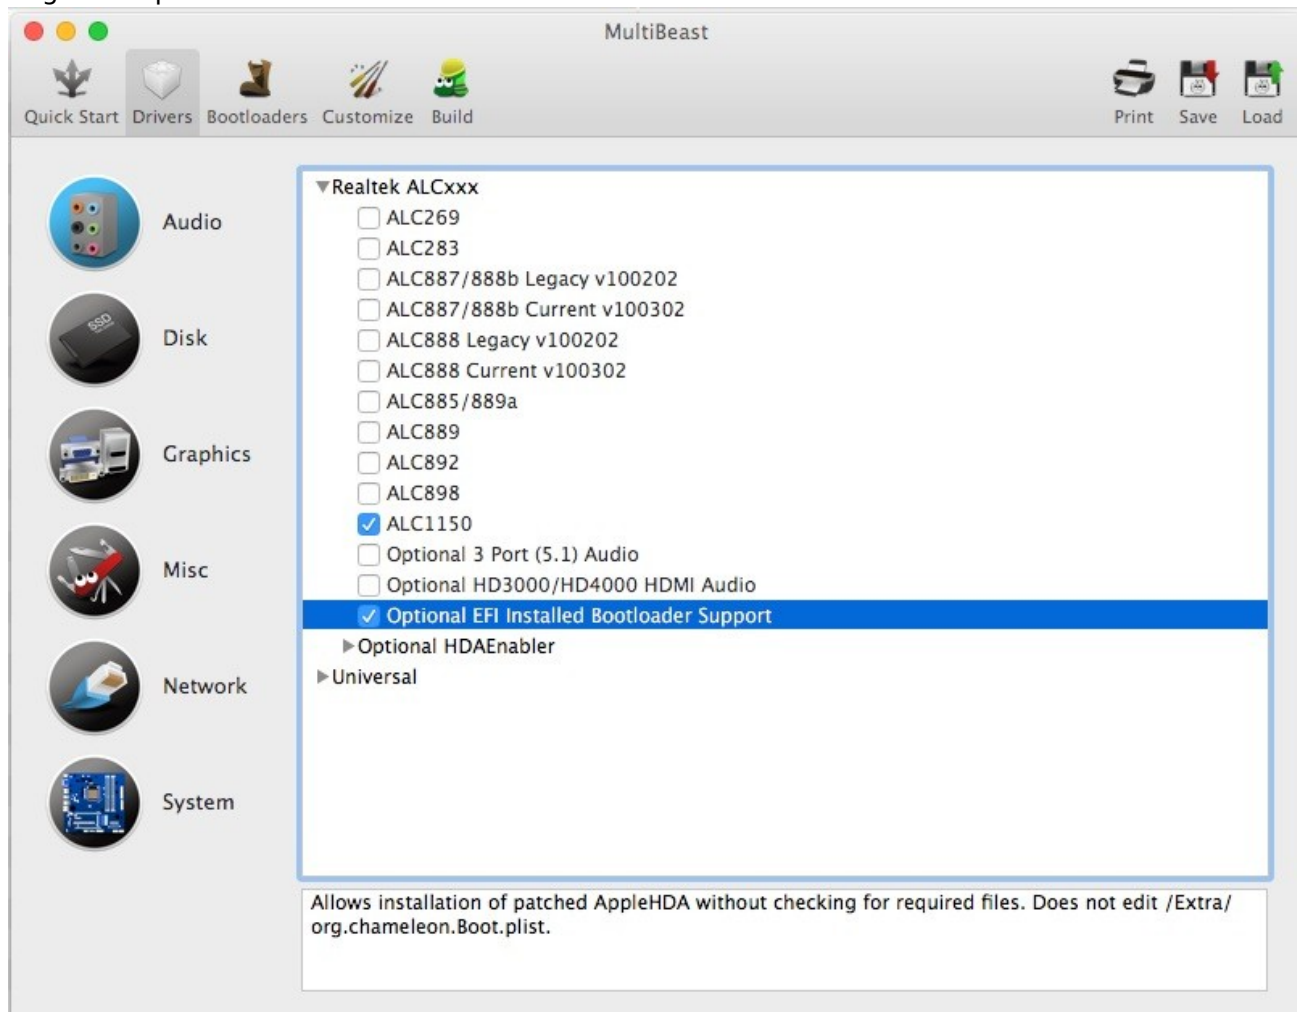 MultiBeast
Quick Start Drivers Bootloaders Customize Build Print Save Load
Audio
Disk
SSD
Graphics
Misc
Network
System
Realtek ALCxxx
ALC269
ALC283
ALC887/888b Legacy v100202
ALC887/888b Current v100302
ALC888 Legacy v100202
ALC888 Current v100302
ALC885/889a
ALC889
ALC892
ALC898
ALC1150
Optional 3 Port (5.1) Audio
Optional HD3000/HD4000 HDMI Audio
Optional EFI Installed Bootloader Support
Optional HDAEnabler
Universal
Allows installation of patched AppleHDA without checking for required files. Does not edit /Extra/
org.chameleon.Boot.plist.